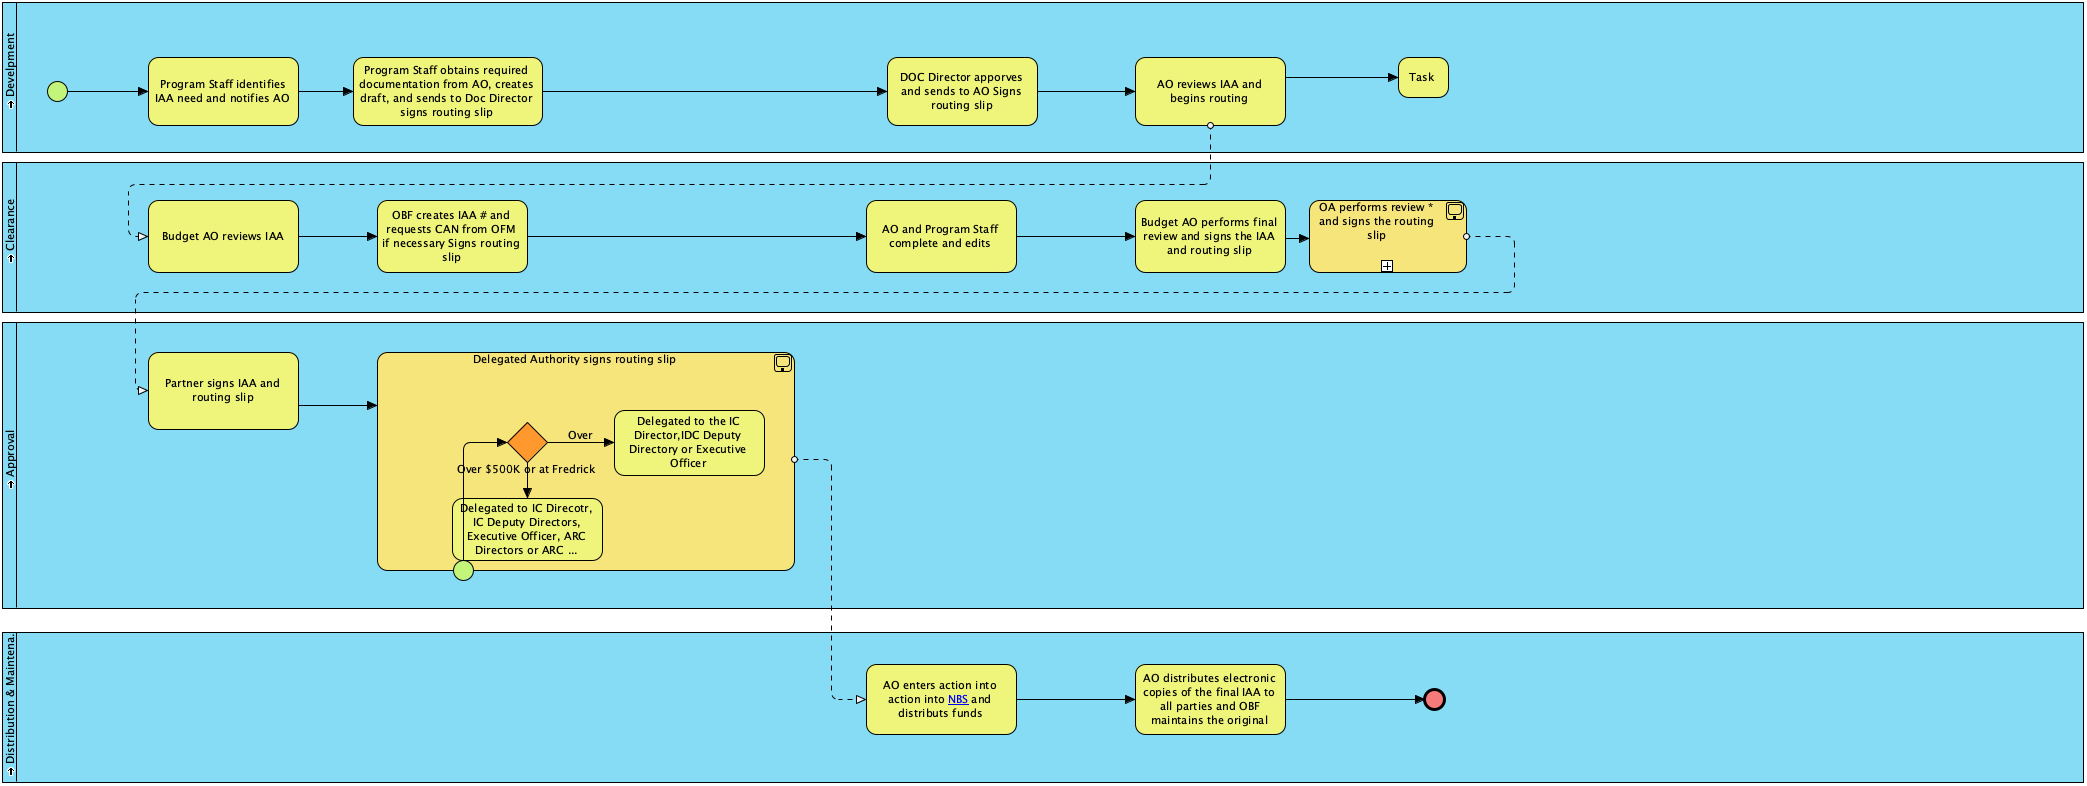 Develpment
Program Staff identifies
IAA need and notifies AO
Program Staff obtains required
documentation from AO, creates
draft, and sends to Doc Director
signs routing slip
DOC Director apporves
and sends to AO Signs
routing slip
AO reviews IAA and
begins routing
Task
Clearance
Budget AO reviews IAA
OBF creates IAA # and
requests CAN from OFM
if necessary Signs routing
slip
AO and Program Staff
complete and edits
Budget AO performs final
review and signs the IAA
and routing slip
OA performs review *
and signs the routing
slip
Approval
Partner signs IAA and
routing slip
Delegated Authority signs routing slip
Over
Delegated to the IC
Director,IDC Deputy
Directory or Executive
Officer
Over $500K or at Fredrick
Delegated to IC Direcotr,
IC Deputy Directors,
Executive Officer, ARC
Directors or ARC ...
Distribution & Maintena.
AO enters action into
action into NBS and
distributs funds
AO distributes electronic
copies of the final IAA to
all parties and OBF
maintains the original